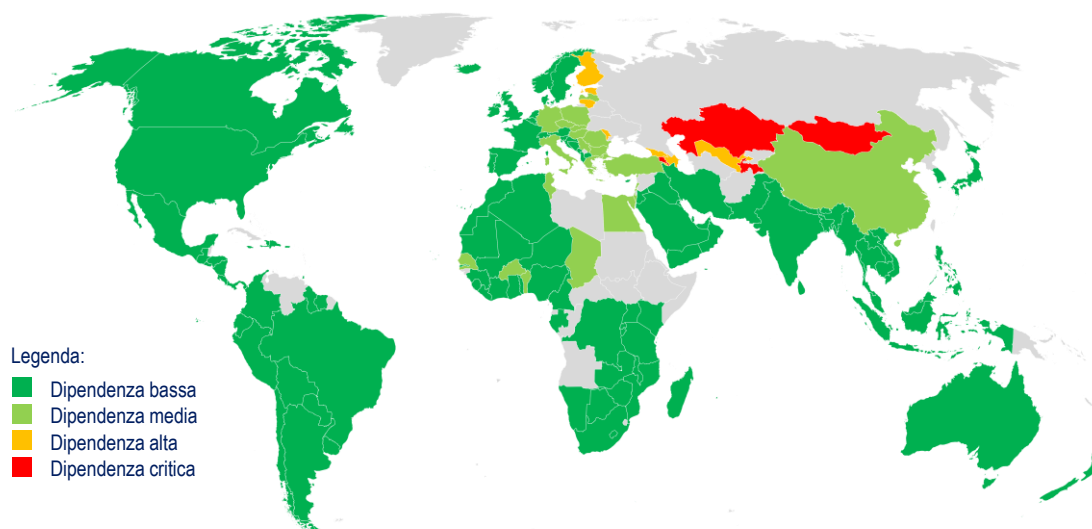 Legenda:
Dipendenza bassa
Dipendenza media
Dipendenza alta
Dipendenza critica